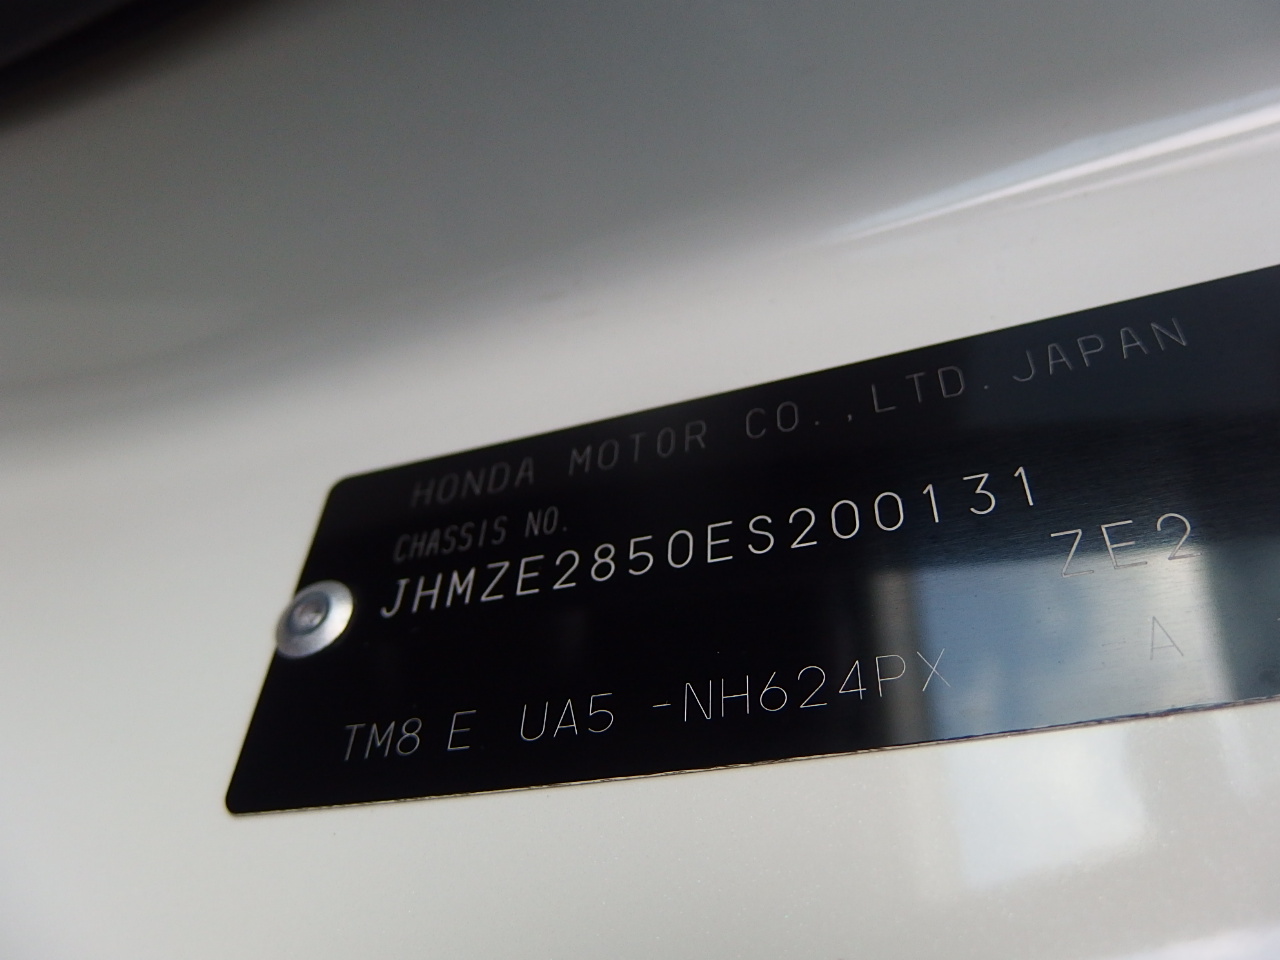 HONDA MOTOR CO.,LTD.JAPAN
CHASSIS NO.
JHMZE2850ES200131
ZE2
TM8 E UA5 -NH624PX A